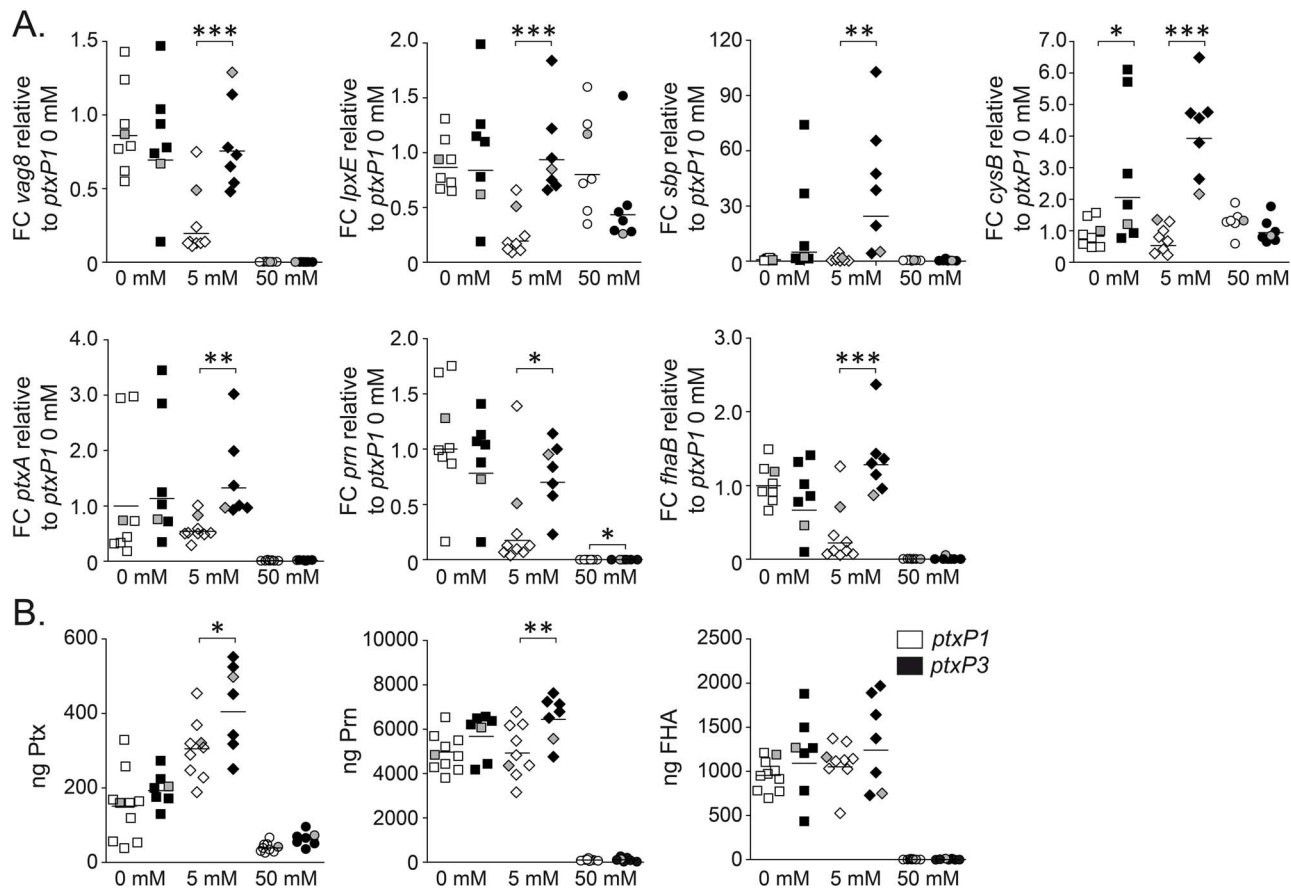 A.
FC vag8 relative
to ptxP1 0 mM
1.5
1.0
0.5
0
***
0 mM 5 mM 50 mM
FC lpxE relative
to ptxP1 0 mM
2.0
1.5
1.0
0.5
0
***
0 mM 5 mM 50 mM
FC sbp relative
to ptxP1 0 mM
120
90
60
30
0
**
0 mM 5 mM 50 mM
FC cysB relative
to ptxP1 0 mM
7.0
6.0
5.0
4.0
3.0
2.0
1.0
0
* ***
0 mM 5 mM 50 mM
FC ptxA relative
to ptxP1 0 mM
4.0
3.0
2.0
1.0
0
**
0 mM 5 mM 50 mM
FC prn relative
to ptxP1 0 mM
2.0
1.5
1.0
0.5
0
*
*
0 mM 5 mM 50 mM
FC fhaB relative
to ptxP1 0 mM
3.0
2.0
1.0
0
***
0 mM 5 mM 50 mM
B.
ng Ptx
600
400
200
0
*
0 mM 5 mM 50 mM
ng Prn
10000
8000
6000
4000
2000
0
**
0 mM 5 mM 50 mM
ng FHA
2500
2000
1500
1000
500
0
0 mM 5 mM 50 mM
ptxP1
ptxP3